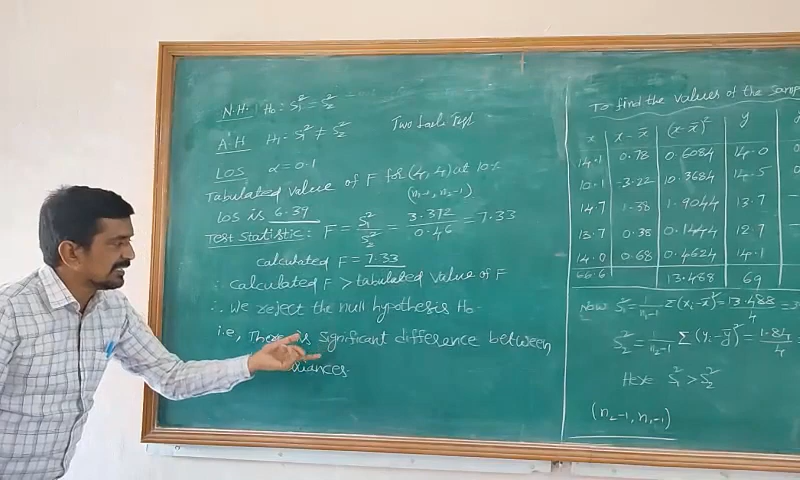 N.H: H₀: S₁² = S₂²
A.H H₁ = S₁² ≠ S₂² Two tails Test
LOS α = 0.1
Tabulated value of F for (4, 4) at 10%
(n₁-1, n₂-1)
LOS is 6.39
Test Statistic: F = S₁²/S₂² = 3.372/0.46 = 7.33
calculated F = 7.33
∴ calculated F > tabulated value of F
∴ We reject the null hypothesis H₀.
i.e, There is significant difference between
variances.
To find the values of the samp
x x - x̄ (x - x̄)² y
14.1 0.78 0.6084 14.0
10.1 -3.22 10.3684 14.5
14.7 1.38 1.9044 13.7
13.7 0.38 0.1444 12.7
14.0 0.68 0.4624 14.1
66.6 13.488 69
Now S₁² = 1/(n₁-1) Σ(xᵢ - x̄)² = 13.488/4 =
S₂² = 1/(n₂-1) Σ(yᵢ - ȳ)² = 1.84/4 =
Here S₁² > S₂²
(n₂-1, n₁-1)